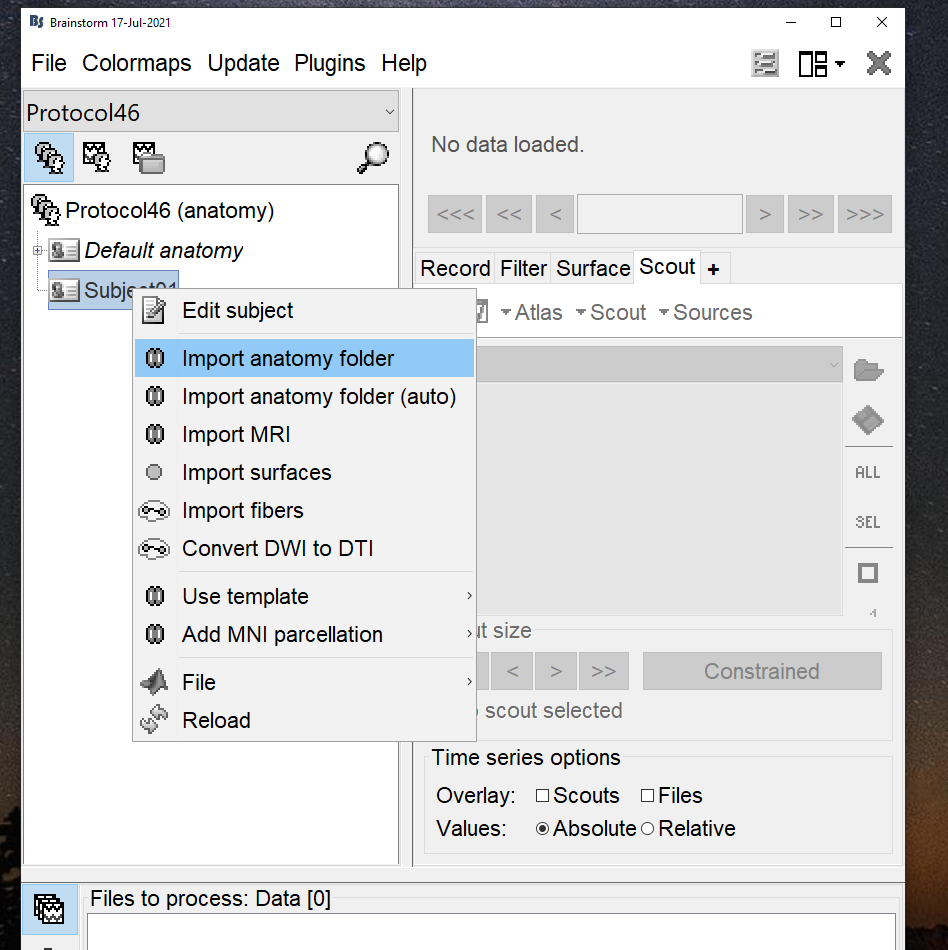 Brainstorm 17-Jul-2021
File Colormaps Update Plugins Help
Protocol46
No data loaded.
<<< << < > >> >>>
Protocol46 (anatomy)
Default anatomy
Subject01
Record Filter Surface Scout +
Atlas Scout Sources
Edit subject
Import anatomy folder
Import anatomy folder (auto)
Import MRI
Import surfaces
Import fibers
Convert DWI to DTI
Use template
Add MNI parcellation
File
Reload
ALL
SEL
size
< > >> Constrained
scout selected
Time series options
Overlay: Scouts Files
Values: Absolute Relative
Files to process: Data [0]